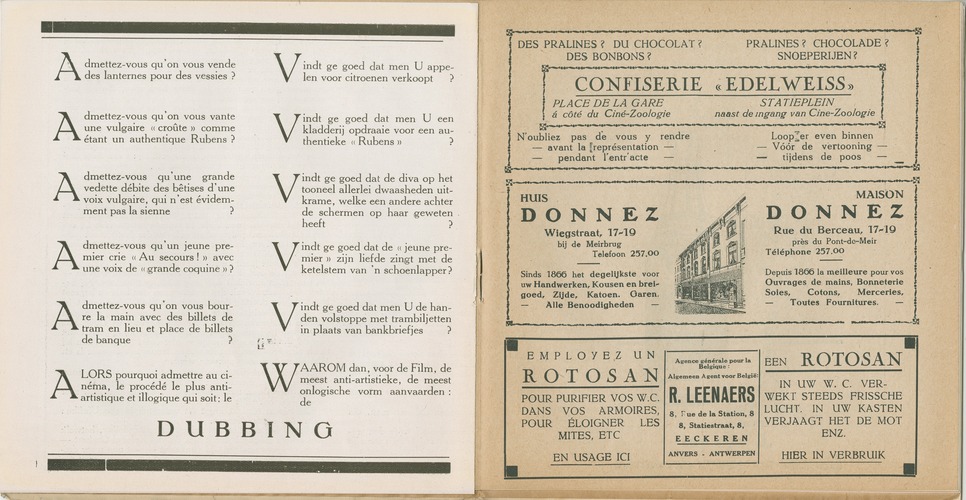 Admettez-vous qu'on vous vende
des lanternes pour des vessies ?
Admettez-vous qu'on vous vante
une vulgaire « croûte » comme
étant un authentique Rubens ?
Admettez-vous qu'une grande
vedette débite des bêtises d'une
voix vulgaire, qui n'est évidem-
ment pas la sienne ?
Admettez-vous qu'un jeune pre-
mier crie « Au secours ! » avec
une voix de « grande coquine » ?
Admettez-vous qu'on vous bour-
re la main avec des billets de
tram en lieu et place de billets
de banque ?
ALORS pourquoi admettre au ci-
néma, le procédé le plus anti-
artistique et illogique qui soit: le
Vindt ge goed dat men U appe-
len voor citroenen verkoopt ?
Vindt ge goed dat men U een
kladderij opdraaie voor een au-
thentieke « Rubens » ?
Vindt ge goed dat de diva op het
tooneel allerlei dwaasheden uit-
krame, welke een andere achter
de schermen op haar geweten
heeft ?
Vindt ge goed dat de « jeune pre-
mier » zijn liefde zingt met de
ketelstem van 'n schoenlapper?
Vindt ge goed dat men U de han-
den volstoppe met trambiljetten
in plaats van bankbriefjes ?
WAAROM dan, voor de Film, de
meest anti-artistieke, de meest
onlogische vorm aanvaarden :
de
DUBBING
DES PRALINES ? DU CHOCOLAT ?
DES BONBONS ?
PRALINES ? CHOCOLADE ?
SNOEPERIJEN ?
CONFISERIE « EDELWEISS »
PLACE DE LA GARE
à côté du Ciné-Zoologie
STATIEPLEIN
naast de ingang van Cine-Zoologie
N'oubliez pas de vous y rendre
— avant la représentation —
— pendant l'entr'acte —
Loop er even binnen
— Vóór de vertooning —
— tijdens de poos —
HUIS
DONNEZ
Wiegstraat, 17-19
bij de Meirbrug
Telefoon 257,00
Sinds 1866 het degelijkste voor
uw Handwerken, Kousen en brei-
goed, Zijde, Katoen. Garen.
— Alle Benoodigheden —
MAISON
DONNEZ
Rue du Berceau, 17-19
près du Pont-de-Meir
Téléphone 257.00
Depuis 1866 la meilleure pour vos
Ouvrages de mains, Bonneterie
Soles, Cotons, Merceries,
— Toutes Fournitures. —
EMPLOYEZ UN
ROTOSAN
POUR PURIFIER VOS W.C.
DANS VOS ARMOIRES,
POUR ÉLOIGNER LES
MITES, ETC
EN USAGE ICI
Agence générale pour la
Belgique :
Algemeen Agent voor België:
R. LEENAERS
8, Rue de la Station, 8
8, Statiestraat, 8,
EECKEREN
ANVERS - ANTWERPEN
EEN ROTOSAN
IN UW W. C. VER-
WEKT STEEDS FRISSCHE
LUCHT. IN UW KASTEN
VERJAAGT HET DE MOT
ENZ.
HIER IN VERBRUIK